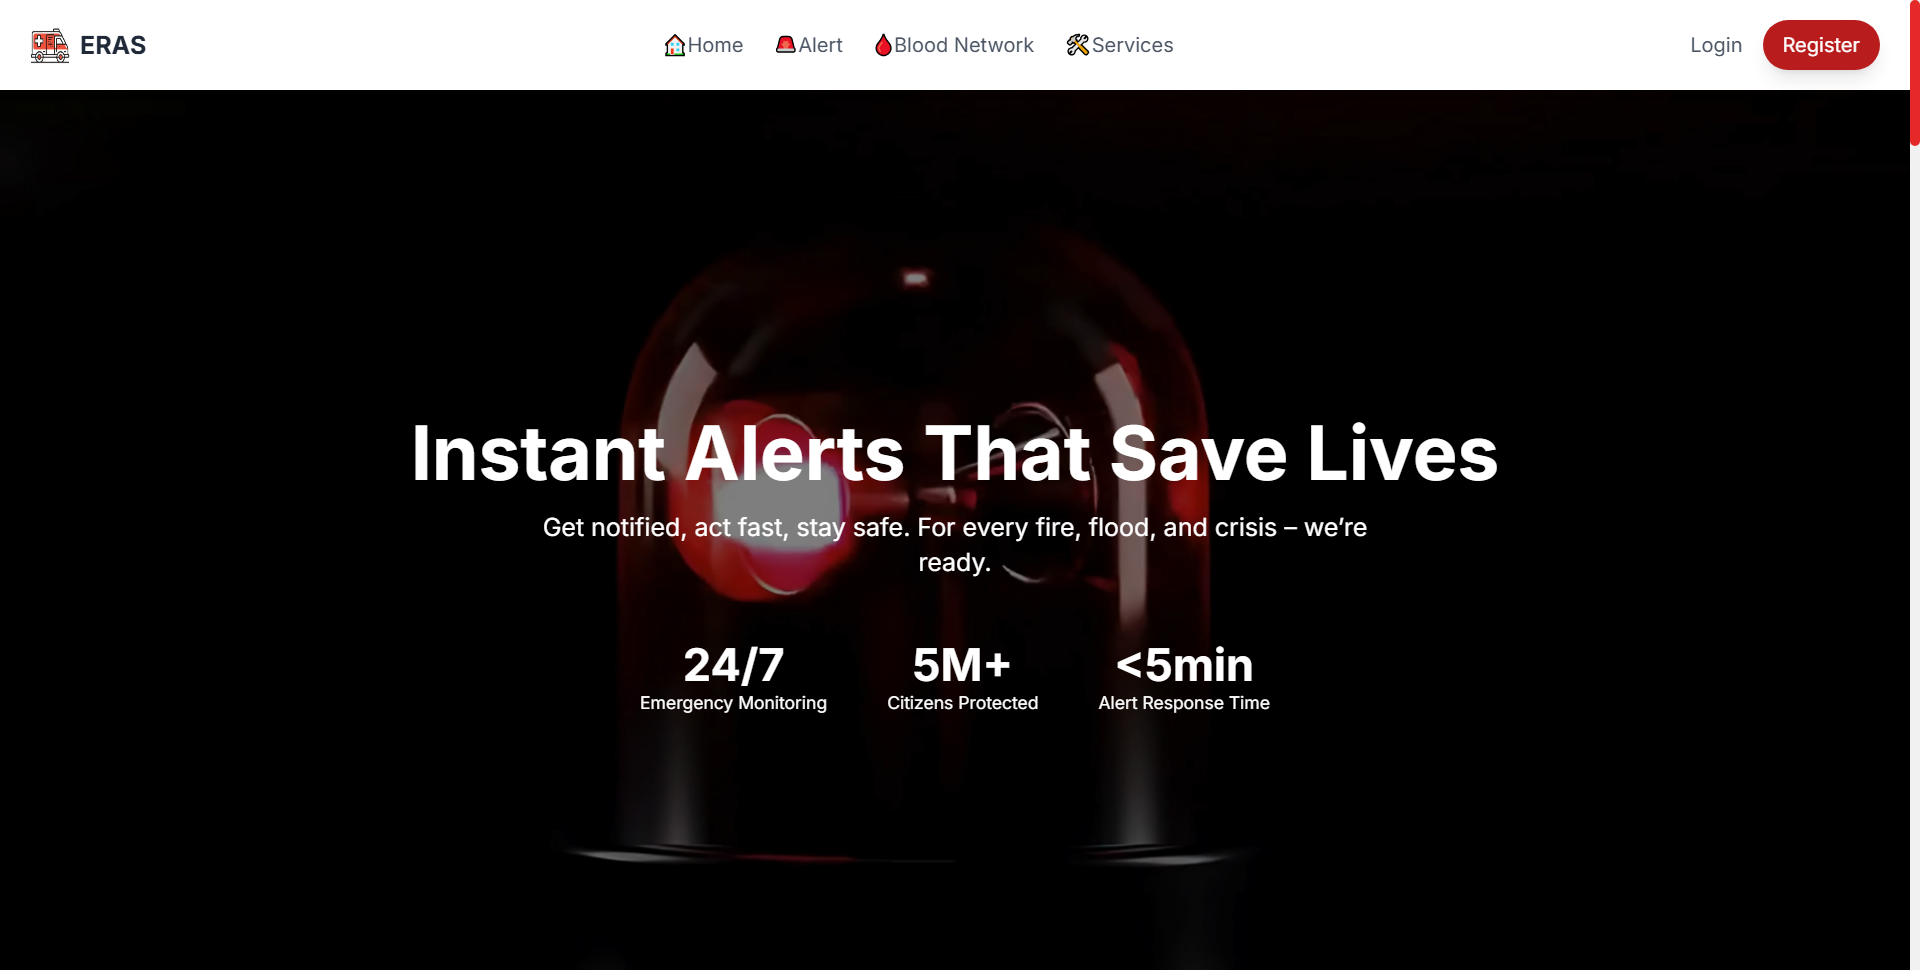 ERAS
Home
Alert
Blood Network
Services
Login
Register
Instant Alerts That Save Lives
Get notified, act fast, stay safe. For every fire, flood, and crisis – we’re
ready.
24/7
Emergency Monitoring
5M+
Citizens Protected
<5min
Alert Response Time